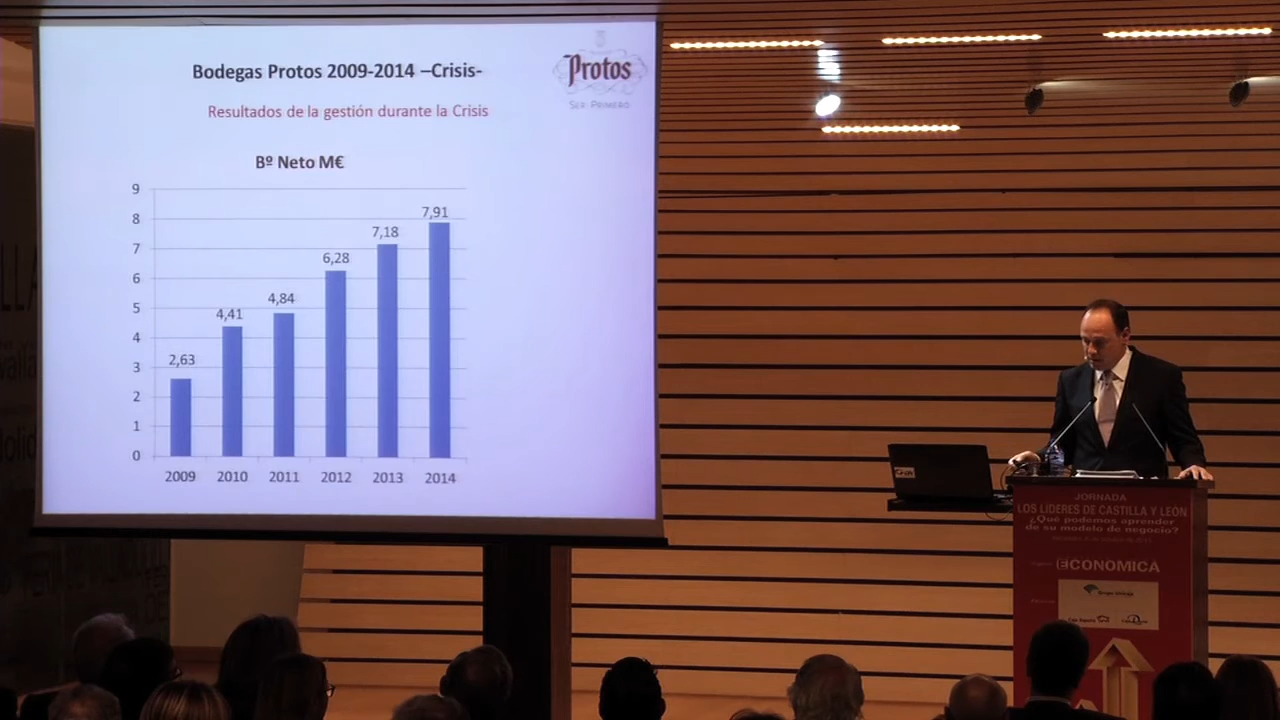 Bodegas Protos 2009-2014 –Crisis-
Protos
SER PRIMERO
Resultados de la gestión durante la Crisis
Bº Neto M€
9
8
7
6
5
4
3
2
1
0
2,63
4,41
4,84
6,28
7,18
7,91
2009
2010
2011
2012
2013
2014
JORNADA
LOS LIDERES DE CASTILLA Y LEÓN
¿Qué podemos aprender
de su modelo de negocio?
ECONOMICA